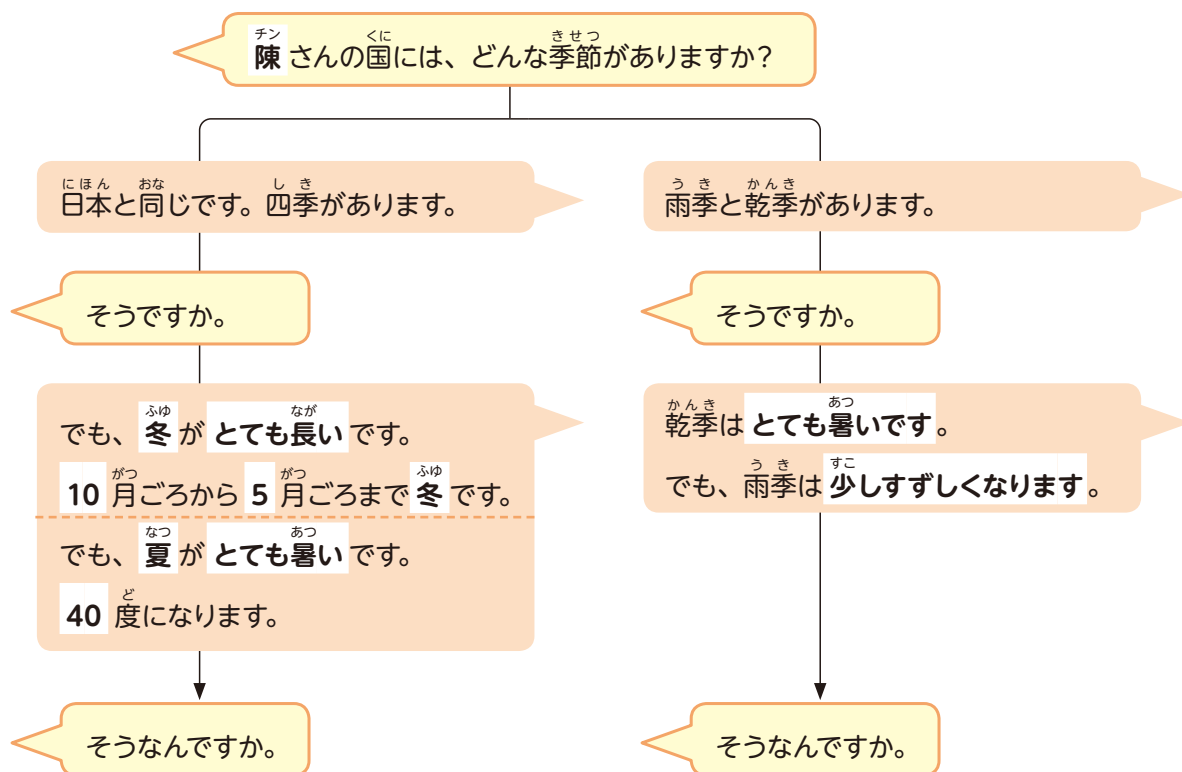 陳さんの国には、どんな季節がありますか？
日本と同じです。四季があります。
そうですか。
でも、冬がとても長いです。
10月ごろから5月ごろまで冬です。
でも、夏がとても暑いです。
40度になります。
そうなんですか。
雨季と乾季があります。
そうですか。
乾季はとても暑いです。
でも、雨季は少しすずしくなります。
そうなんですか。